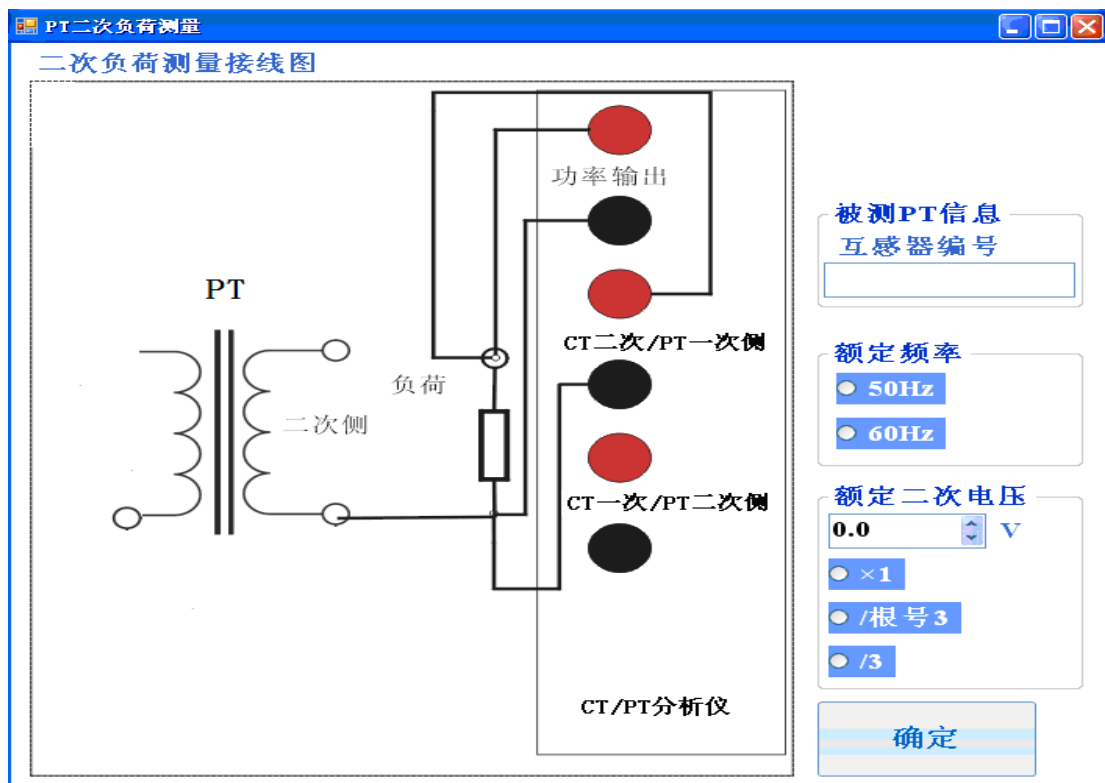 PT二次负荷测量
二次负荷测量接线图
功率输出
PT
CT二次/PT一次侧
负荷
二次侧
CT一次/PT二次侧
CT/PT分析仪
被测PT信息
互感器编号
额定频率
50Hz
60Hz
额定二次电压
0.0 V
×1
/根号3
/3
确定